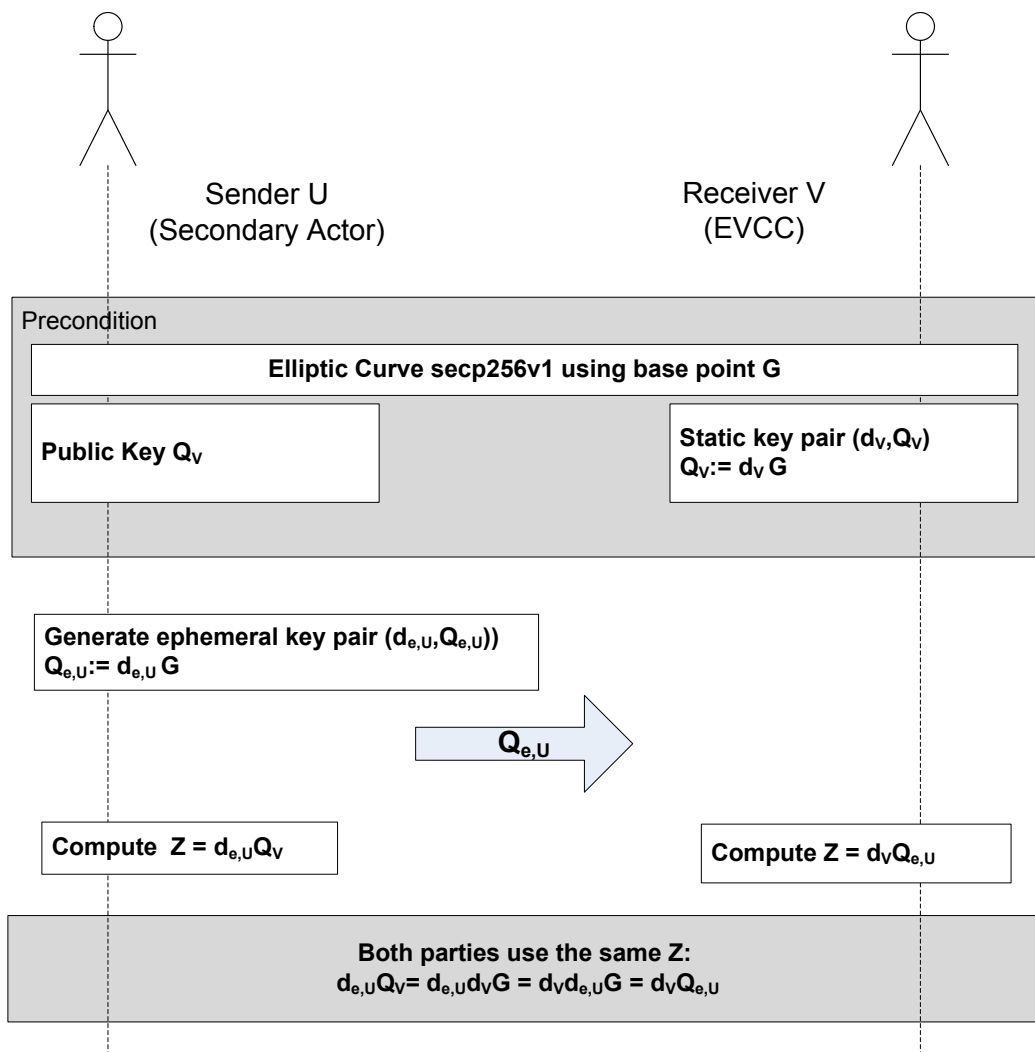 Sender U
(Secondary Actor)
Receiver V
(EVCC)
Precondition
Elliptic Curve secp256v1 using base point G
Public Key Q_V
Static key pair (d_V,Q_V)
Q_V:= d_V G
Generate ephemeral key pair (d_e,U,Q_e,U))
Q_e,U:= d_e,U G
Q_e,U
Compute Z = d_e,UQ_V
Compute Z = d_VQ_e,U
Both parties use the same Z:
d_e,UQ_V= d_e,Ud_VG = d_Vd_e,UG = d_VQ_e,U